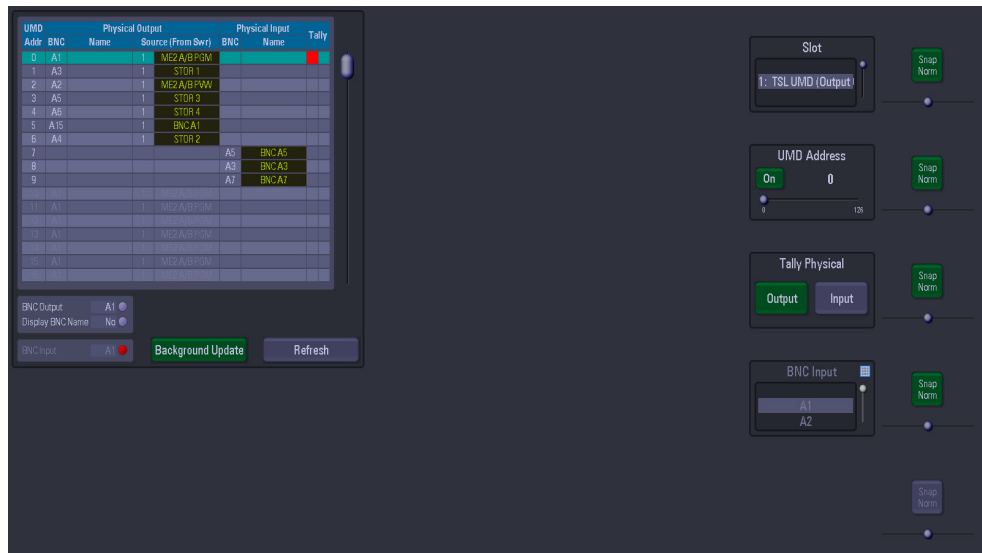 UMD Physical Output Physical Input Tally
Addr BNC Name Source (From Swr) BNC Name
0 A1 1 ME2 A/B PGM
1 A3 1 STOR 1
2 A2 1 ME2 A/B PVW
3 A5 1 STOR 3
4 A6 1 STOR 4
5 A15 1 BNC A1
6 A4 1 STOR 2
7 A5 BNC A5
8 A3 BNC A3
9 A7 BNC A7
11 A1 1 ME2 A/B PGM
13 A1 1 ME2 A/B PGM
15 A1 1 ME2 A/B PGM
BNC Output A1
Display BNC Name No
BNC Input A1
Background Update
Refresh
Slot
1: TSL UMD (Output
Snap
Norm
UMD Address
On 0
0 126
Snap
Norm
Tally Physical
Output Input
Snap
Norm
BNC Input
A1
A2
Snap
Norm
Snap
Norm